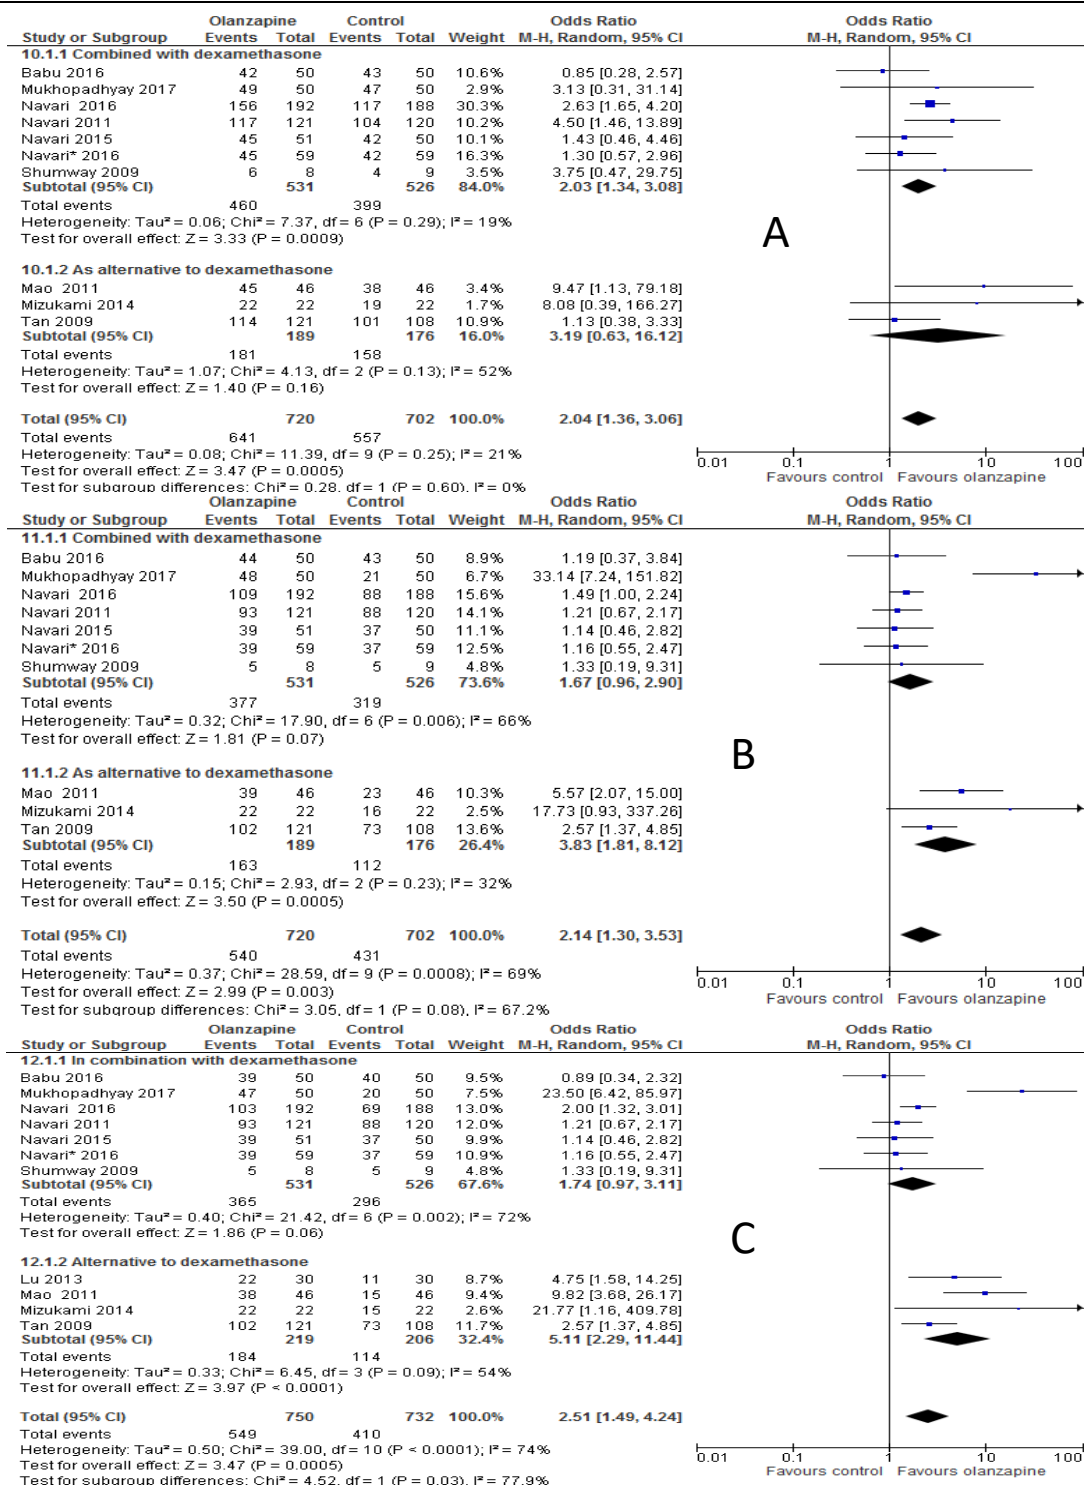 Olanzapine Control Odds Ratio Odds Ratio
Study or Subgroup Events Total Events Total Weight M-H, Random, 95% CI M-H, Random, 95% CI
10.1.1 Combined with dexamethasone
Babu 2016 42 50 43 50 10.6% 0.85 [0.28, 2.57]
Mukhopadhyay 2017 49 50 47 50 2.9% 3.13 [0.31, 31.14]
Navari 2016 156 192 117 188 30.3% 2.63 [1.65, 4.20]
Navari 2011 117 121 104 120 10.2% 4.50 [1.46, 13.89]
Navari 2015 45 51 42 50 10.1% 1.43 [0.46, 4.46]
Navari* 2016 45 59 42 59 16.3% 1.30 [0.57, 2.96]
Shumway 2009 6 8 4 9 3.5% 3.75 [0.47, 29.75]
Subtotal (95% CI) 531 526 84.0% 2.03 [1.34, 3.08]
Total events 460 399
Heterogeneity: Tau² = 0.06; Chi² = 7.37, df = 6 (P = 0.29); I² = 19%
Test for overall effect: Z = 3.33 (P = 0.0009)
A
10.1.2 As alternative to dexamethasone
Mao 2011 45 46 38 46 3.4% 9.47 [1.13, 79.18]
Mizukami 2014 22 22 19 22 1.7% 8.08 [0.39, 166.27]
Tan 2009 114 121 101 108 10.9% 1.13 [0.38, 3.33]
Subtotal (95% CI) 189 176 16.0% 3.19 [0.63, 16.12]
Total events 181 158
Heterogeneity: Tau² = 1.07; Chi² = 4.13, df = 2 (P = 0.13); I² = 52%
Test for overall effect: Z = 1.40 (P = 0.16)
Total (95% CI) 720 702 100.0% 2.04 [1.36, 3.06]
Total events 641 557
Heterogeneity: Tau² = 0.08; Chi² = 11.39, df = 9 (P = 0.25); I² = 21%
Test for overall effect: Z = 3.47 (P = 0.0005)
Test for subgroup differences: Chi² = 0.28, df = 1 (P = 0.60), I² = 0%
0.01 0.1 1 10 100
Favours control Favours olanzapine
Olanzapine Control Odds Ratio Odds Ratio
Study or Subgroup Events Total Events Total Weight M-H, Random, 95% CI M-H, Random, 95% CI
11.1.1 Combined with dexamethasone
Babu 2016 44 50 43 50 8.9% 1.19 [0.37, 3.84]
Mukhopadhyay 2017 48 50 21 50 6.7% 33.14 [7.24, 151.82]
Navari 2016 109 192 88 188 15.6% 1.49 [1.00, 2.24]
Navari 2011 93 121 88 120 14.1% 1.21 [0.67, 2.17]
Navari 2015 39 51 37 50 11.1% 1.14 [0.46, 2.82]
Navari* 2016 39 59 37 59 12.5% 1.16 [0.55, 2.47]
Shumway 2009 5 8 5 9 4.8% 1.33 [0.19, 9.31]
Subtotal (95% CI) 531 526 73.6% 1.67 [0.96, 2.90]
Total events 377 319
Heterogeneity: Tau² = 0.32; Chi² = 17.90, df = 6 (P = 0.006); I² = 66%
Test for overall effect: Z = 1.81 (P = 0.07)
B
11.1.2 As alternative to dexamethasone
Mao 2011 39 46 23 46 10.3% 5.57 [2.07, 15.00]
Mizukami 2014 22 22 16 22 2.5% 17.73 [0.93, 337.26]
Tan 2009 102 121 73 108 13.6% 2.57 [1.37, 4.85]
Subtotal (95% CI) 189 176 26.4% 3.83 [1.81, 8.12]
Total events 163 112
Heterogeneity: Tau² = 0.15; Chi² = 2.93, df = 2 (P = 0.23); I² = 32%
Test for overall effect: Z = 3.50 (P = 0.0005)
Total (95% CI) 720 702 100.0% 2.14 [1.30, 3.53]
Total events 540 431
Heterogeneity: Tau² = 0.37; Chi² = 28.59, df = 9 (P = 0.0008); I² = 69%
Test for overall effect: Z = 2.99 (P = 0.003)
Test for subgroup differences: Chi² = 3.05, df = 1 (P = 0.08), I² = 67.2%
0.01 0.1 1 10 100
Favours control Favours olanzapine
Olanzapine Control Odds Ratio Odds Ratio
Study or Subgroup Events Total Events Total Weight M-H, Random, 95% CI M-H, Random, 95% CI
12.1.1 In combination with dexamethasone
Babu 2016 39 50 40 50 9.5% 0.89 [0.34, 2.32]
Mukhopadhyay 2017 47 50 20 50 7.5% 23.50 [6.42, 85.97]
Navari 2016 103 192 69 188 13.0% 2.00 [1.32, 3.01]
Navari 2011 93 121 88 120 12.0% 1.21 [0.67, 2.17]
Navari 2015 39 51 37 50 9.9% 1.14 [0.46, 2.82]
Navari* 2016 39 59 37 59 10.9% 1.16 [0.55, 2.47]
Shumway 2009 5 8 5 9 4.8% 1.33 [0.19, 9.31]
Subtotal (95% CI) 531 526 67.6% 1.74 [0.97, 3.11]
Total events 365 296
Heterogeneity: Tau² = 0.40; Chi² = 21.42, df = 6 (P = 0.002); I² = 72%
Test for overall effect: Z = 1.86 (P = 0.06)
C
12.1.2 Alternative to dexamethasone
Lu 2013 22 30 11 30 8.7% 4.75 [1.58, 14.25]
Mao 2011 38 46 15 46 9.4% 9.82 [3.68, 26.17]
Mizukami 2014 22 22 15 22 2.6% 21.77 [1.16, 409.78]
Tan 2009 102 121 73 108 11.7% 2.57 [1.37, 4.85]
Subtotal (95% CI) 219 206 32.4% 5.11 [2.29, 11.44]
Total events 184 114
Heterogeneity: Tau² = 0.33; Chi² = 6.45, df = 3 (P = 0.09); I² = 54%
Test for overall effect: Z = 3.97 (P < 0.0001)
Total (95% CI) 750 732 100.0% 2.51 [1.49, 4.24]
Total events 549 410
Heterogeneity: Tau² = 0.50; Chi² = 39.00, df = 10 (P < 0.0001); I² = 74%
Test for overall effect: Z = 3.47 (P = 0.0005)
Test for subgroup differences: Chi² = 4.52, df = 1 (P = 0.03), I² = 77.9%
0.01 0.1 1 10 100
Favours control Favours olanzapine